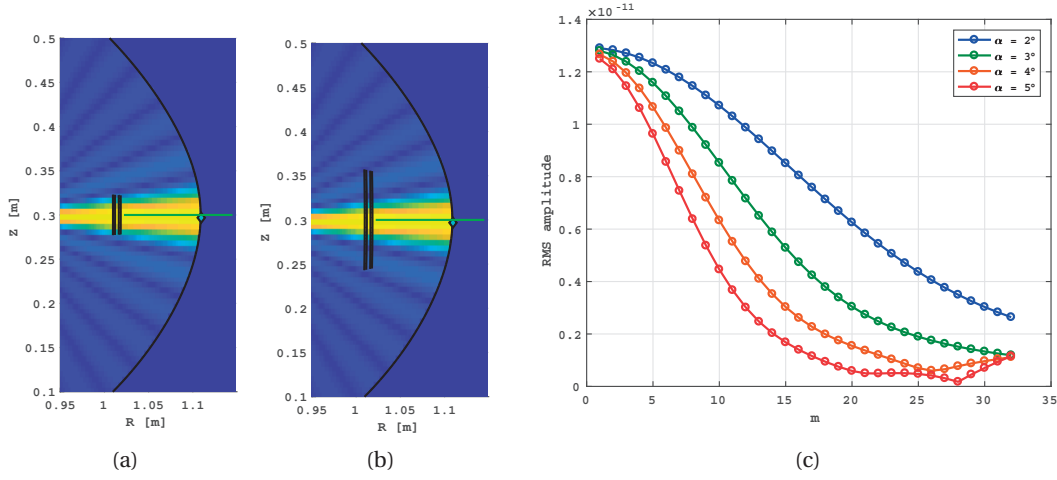 0.5
0.45
0.4
0.35
0.3
0.25
0.2
0.15
0.1
Z [m]
0.95 1 1.05 1.1
R [m]
(a)
0.5
0.45
0.4
0.35
0.3
0.25
0.2
0.15
0.1
Z [m]
0.95 1 1.05 1.1
R [m]
(b)
×10⁻¹¹
1.4
1.2
1
0.8
0.6
0.4
0.2
0
RMS amplitude
0 5 10 15 20 25 30 35
m
α = 2°
α = 3°
α = 4°
α = 5°
(c)